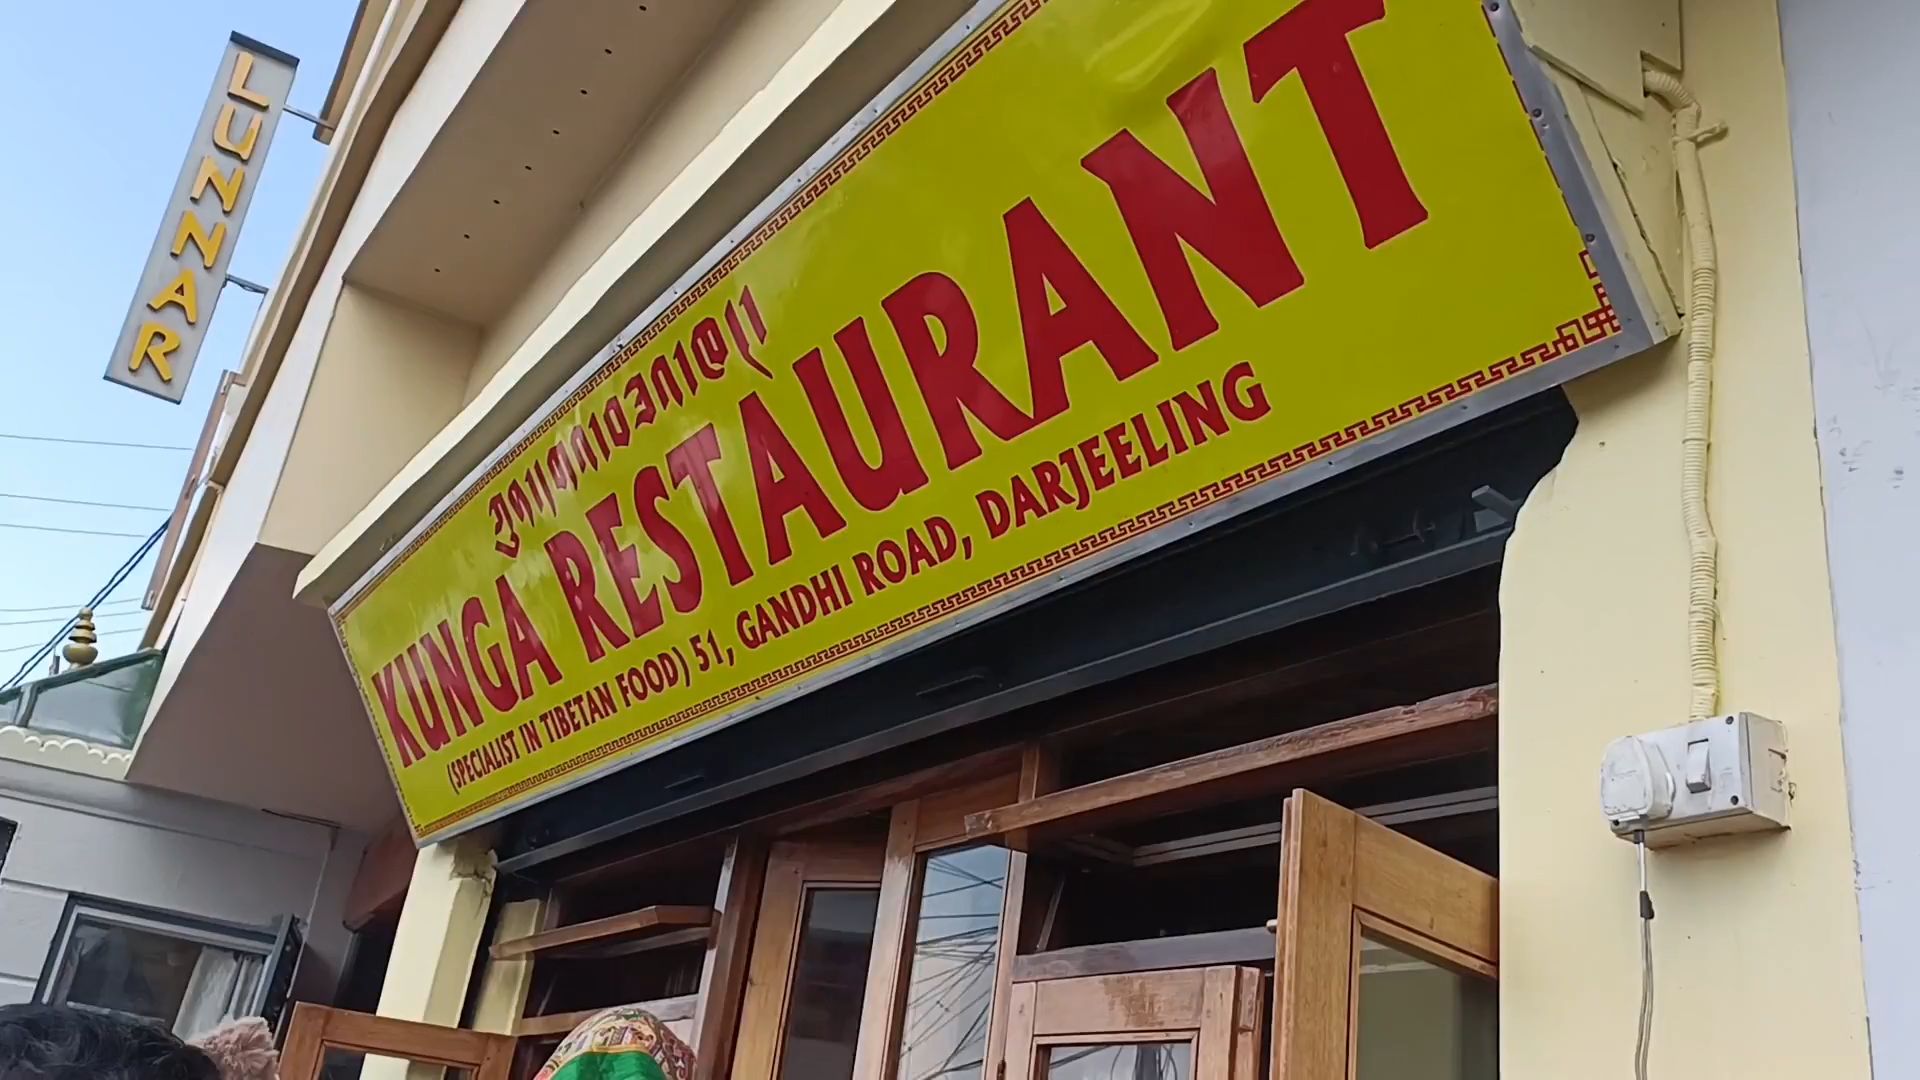 LUNNAR
KUNGA RESTAURANT
(SPECIALIST IN TIBETAN FOOD) 51, GANDHI ROAD, DARJEELING